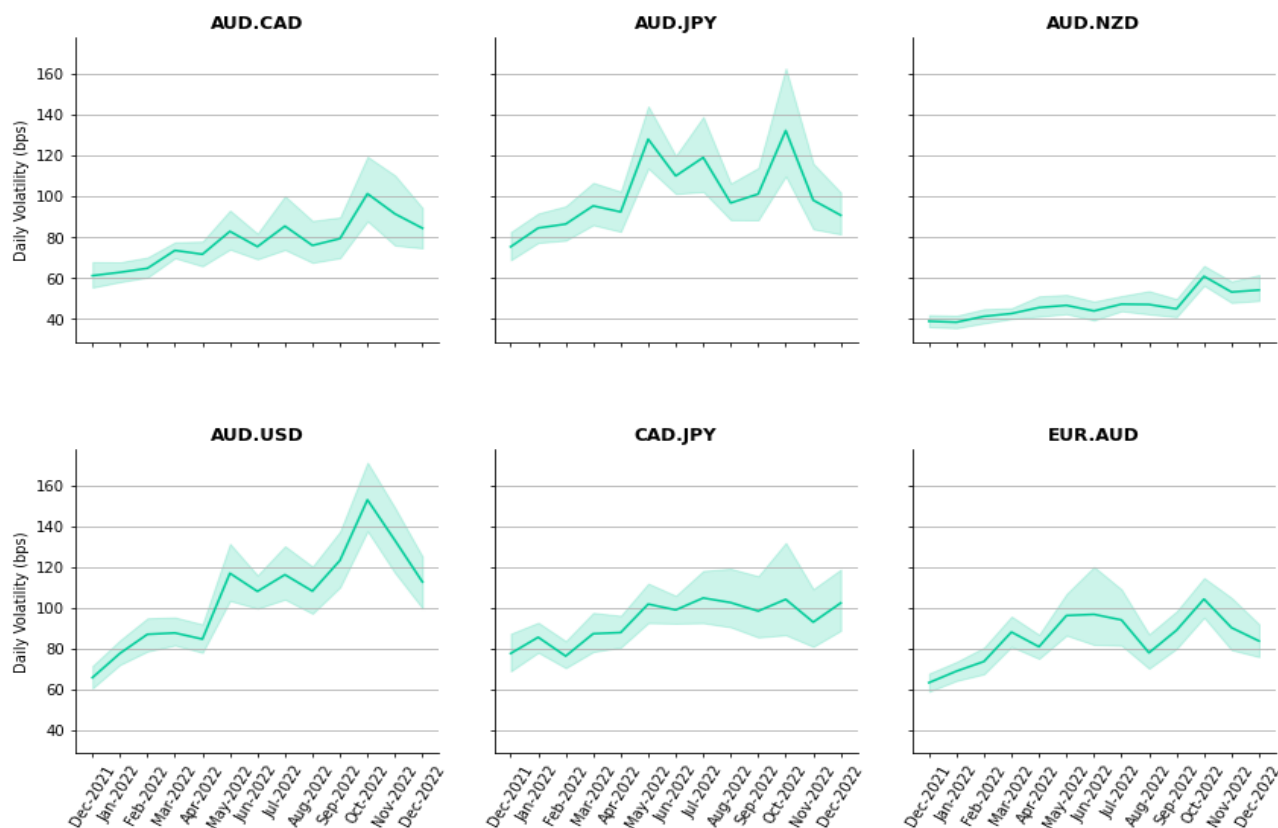 AUD.CAD
AUD.JPY
AUD.NZD
Daily Volatility (bps)
160
140
120
100
80
60
40
AUD.USD
CAD.JPY
EUR.AUD
Daily Volatility (bps)
160
140
120
100
80
60
40
Dec-2021
Jan-2022
Feb-2022
Mar-2022
Apr-2022
May-2022
Jun-2022
Jul-2022
Aug-2022
Sep-2022
Oct-2022
Nov-2022
Dec-2022
Dec-2021
Jan-2022
Feb-2022
Mar-2022
Apr-2022
May-2022
Jun-2022
Jul-2022
Aug-2022
Sep-2022
Oct-2022
Nov-2022
Dec-2022
Dec-2021
Jan-2022
Feb-2022
Mar-2022
Apr-2022
May-2022
Jun-2022
Jul-2022
Aug-2022
Sep-2022
Oct-2022
Nov-2022
Dec-2022